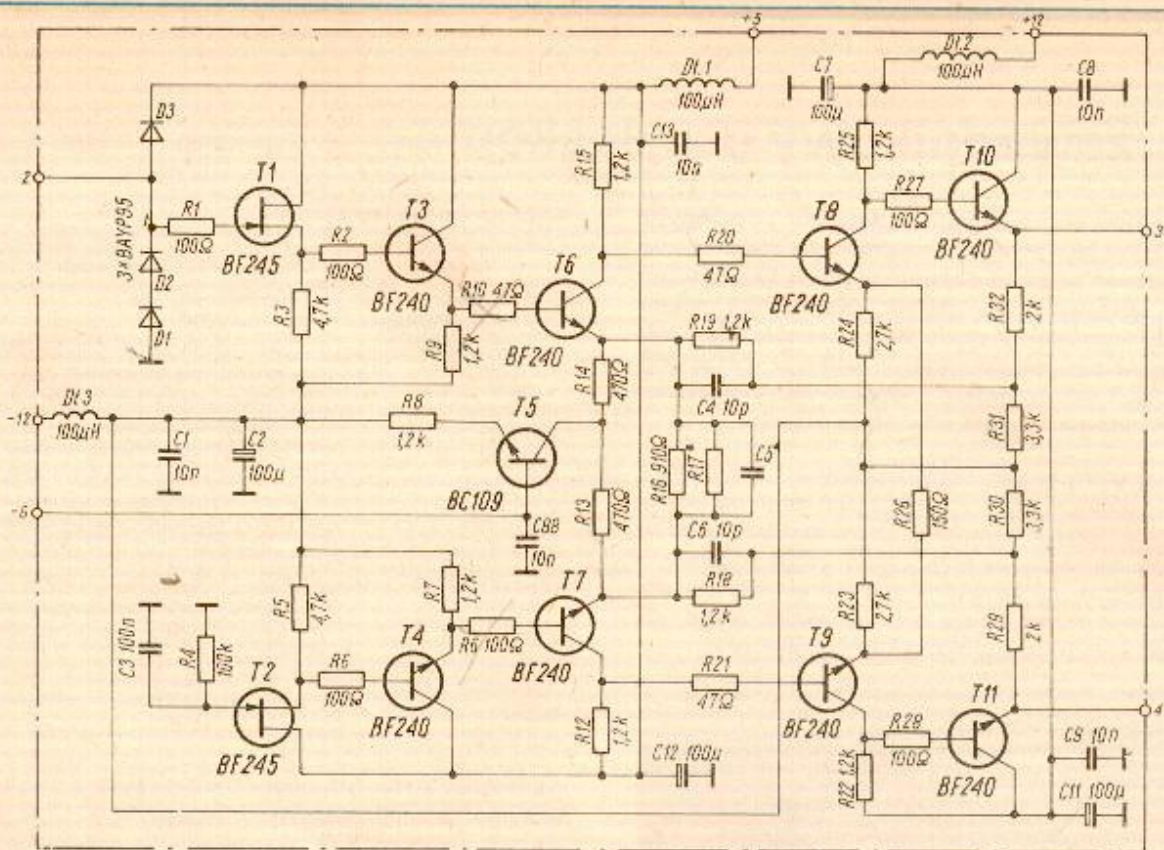 +5
+12
Dł.1
100µH
Dł.2
100µH
C7
100µ
C8
10n
D3
C13
10n
R15
1,2k
R25
1,2k
2
T1
R1
100Ω
BF245
3×BAYP95
D2
D1
R2
100Ω
T3
BF240
R3
4,7k
R10 47Ω
T6
BF240
R9
1,2k
R20
47Ω
T8
BF240
R27
100Ω
T10
BF240
3
R32
2k
R24
2,7k
R19 1,2k
R14
470Ω
C4 10p
-12
Dł.3
100µH
C1
10n
C2
100µ
R8
1,2k
T5
BC109
R16 910Ω
R17
*
C5*
R31
3,3k
R26
150Ω
R30
3,3k
-6
C88
10n
R13
470Ω
C6 10p
R18
1,2k
R5
4,7k
R7
1,2k
T7
BF240
R6 100Ω
R23
2,7k
R29
2k
C3 100n
R4
100k
T2
BF245
R6
100Ω
T4
BF240
R21
47Ω
T9
BF240
R12
1,2k
R28
100Ω
T11
BF240
4
R22 1,2k
C12 100µ
C9 10n
C11 100µ